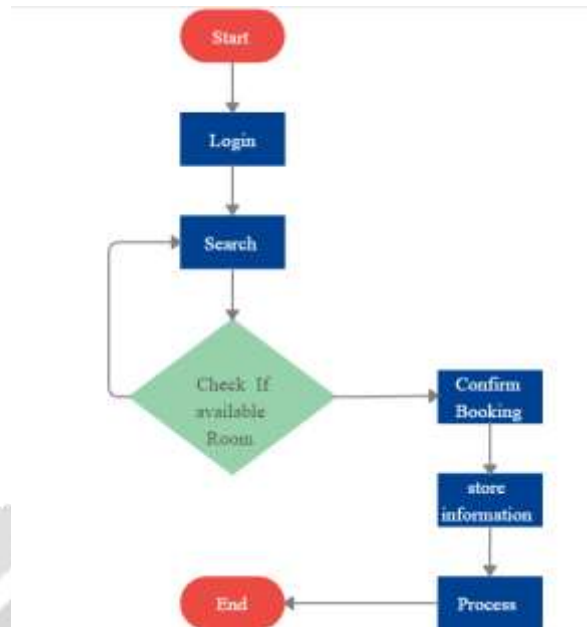 Start
Login
Search
Check If
available
Room
Confirm
Booking
store
information
Process
End